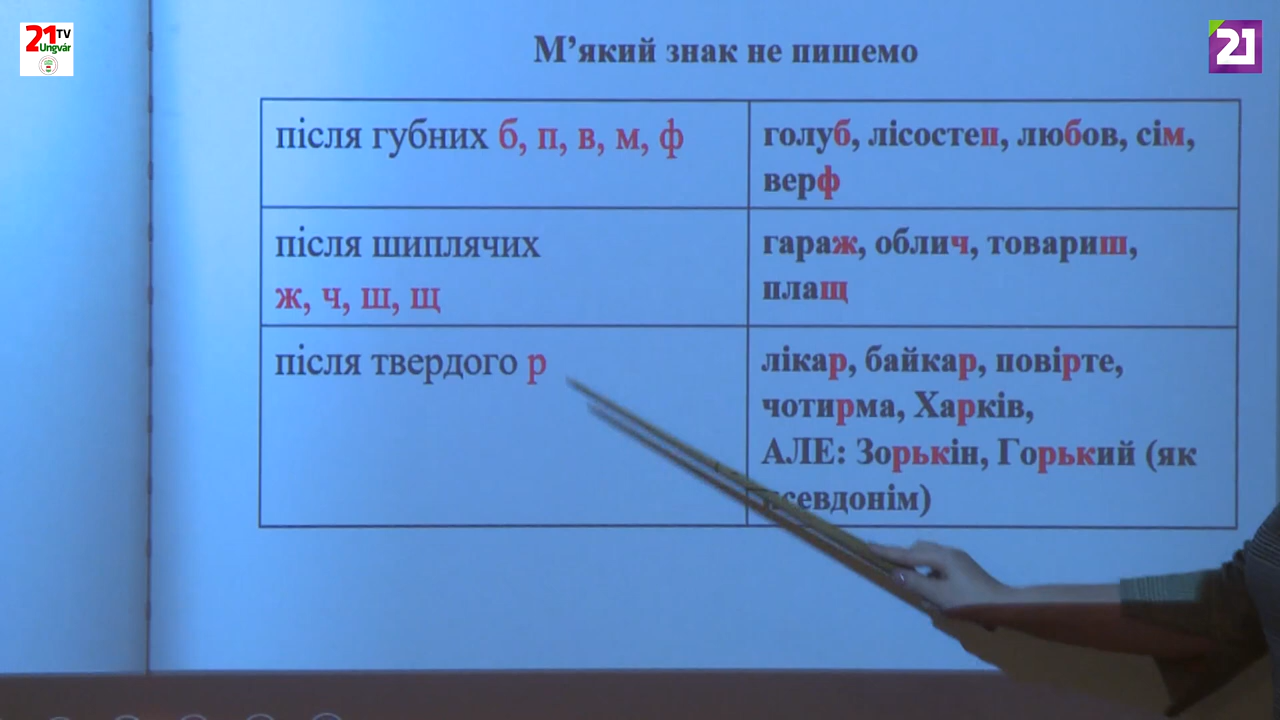 21 TV
Ungvár
21
М’який знак не пишемо
після губних б, п, в, м, ф
голуб, лісостеп, любов, сім,
верф
після шиплячих
ж, ч, ш, щ
гараж, облич, товариш,
плащ
після твердого р
лікар, байкар, повірте,
чотирма, Харків,
АЛЕ: Зорькін, Горький (як
псевдонім)